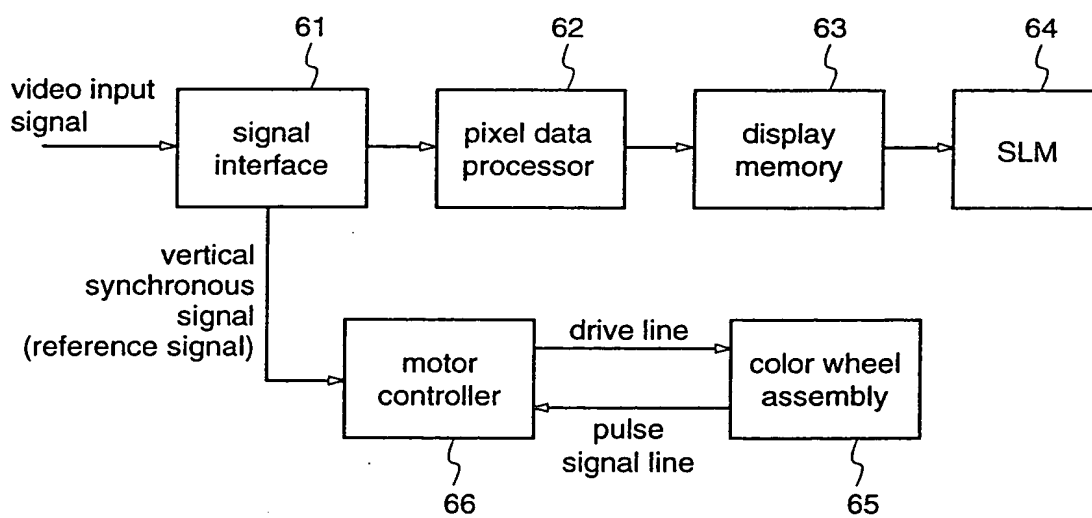 61
62
63
64
video input
signal
signal
interface
pixel data
processor
display
memory
SLM
vertical
synchronous
signal
(reference signal)
motor
controller
drive line
color wheel
assembly
pulse
signal line
66
65